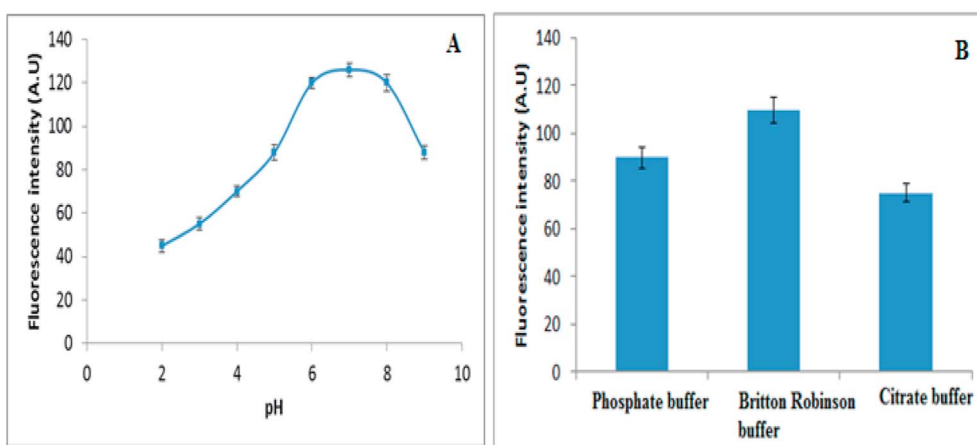 A
Fluorescence intensity (A.U)
140
120
100
80
60
40
20
0
0 2 4 6 8 10
pH
B
Fluorescence intensity (A.U)
140
120
100
80
60
40
20
0
Phosphate buffer Britton Robinson Citrate buffer
buffer